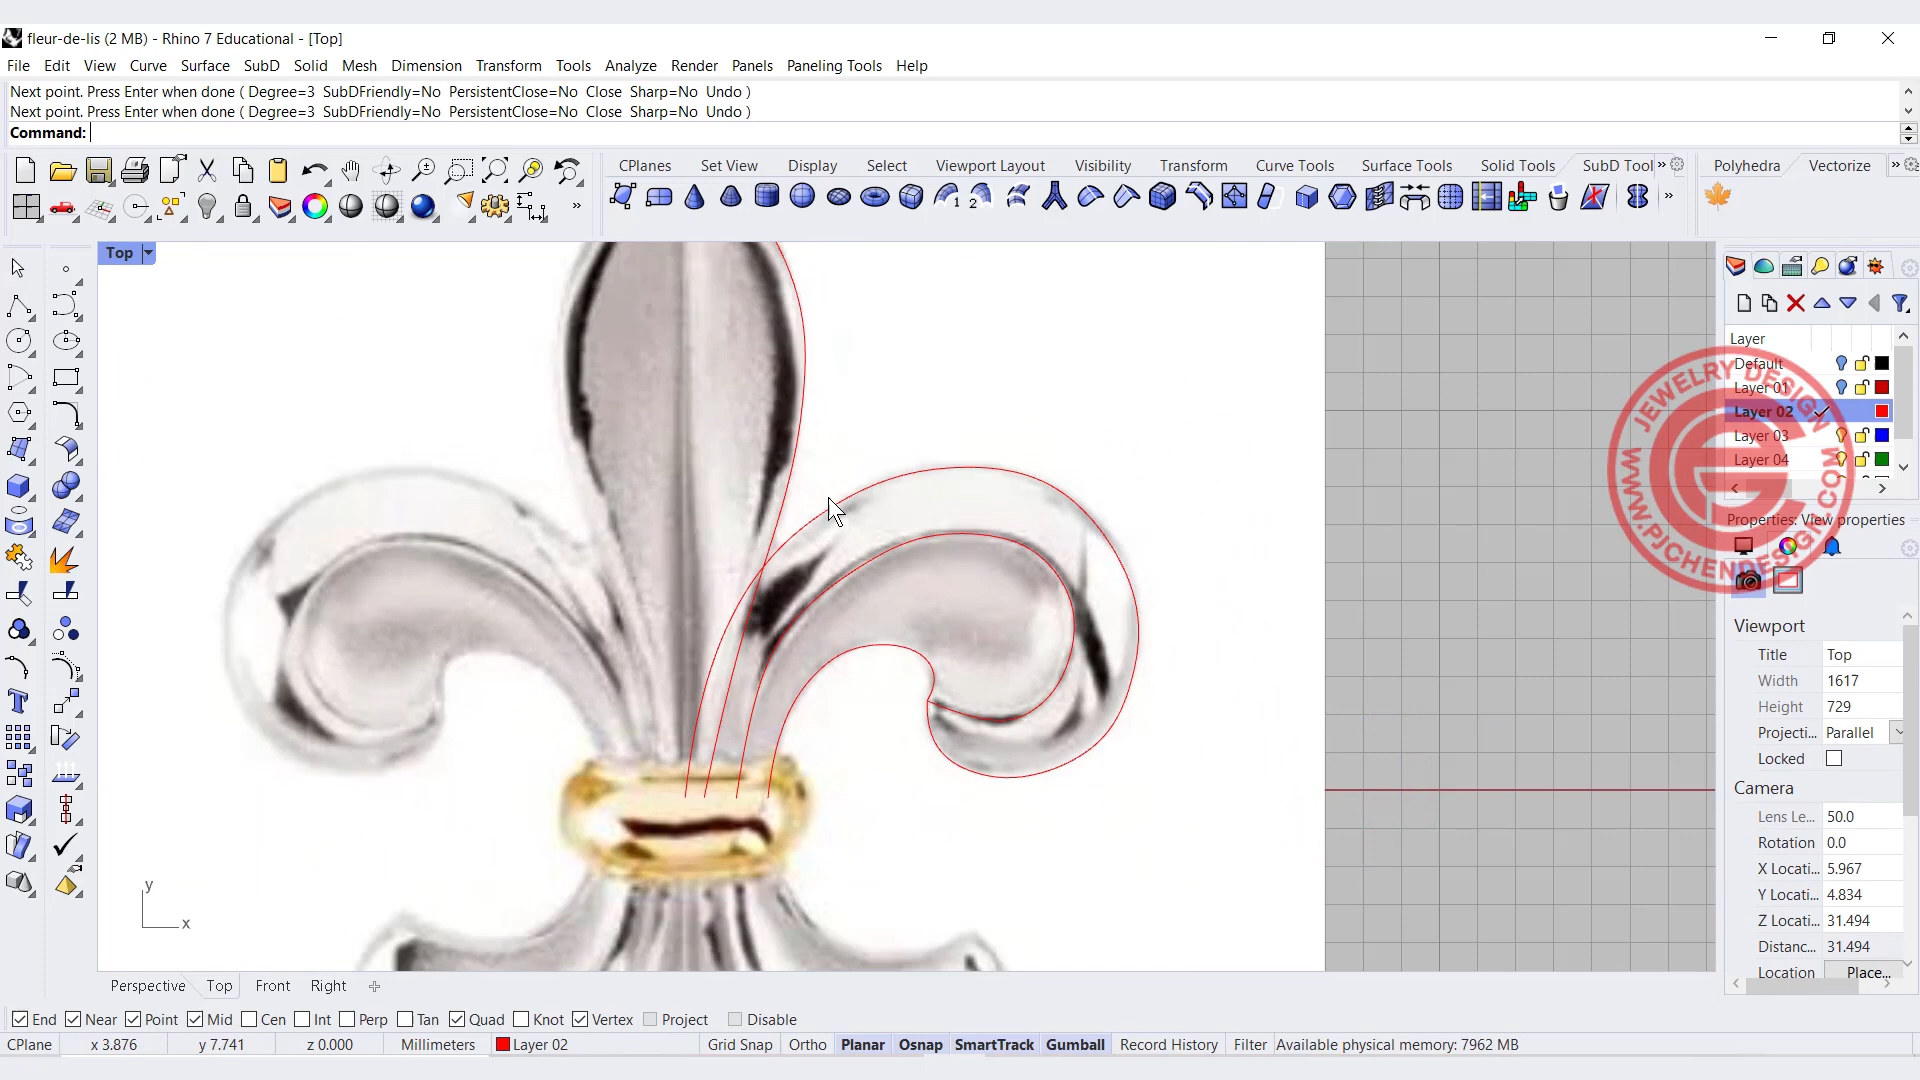 fleur-de-lis (2 MB) - Rhino 7 Educational - [Top]
File Edit View Curve Surface SubD Solid Mesh Dimension Transform Tools Analyze Render Panels Paneling Tools Help
Next point. Press Enter when done ( Degree=3 SubDFriendly=No PersistentClose=No Close Sharp=No Undo )
Next point. Press Enter when done ( Degree=3 SubDFriendly=No PersistentClose=No Close Sharp=No Undo )
Command:
CPlanes Set View Display Select Viewport Layout Visibility Transform Curve Tools Surface Tools Solid Tools SubD Tool » Polyhedra Vectorize »
1 2 »
»
Top
Layer
Default
Layer 01
Layer 02
Layer 03
Layer 04
JEWELRY DESIGN
WWW.PJCHENDESIGN.COM
Properties: View properties
Viewport
Title Top
Width 1617
Height 729
Projecti... Parallel
Locked
Camera
Lens Le... 50.0
Rotation 0.0
X Locati... 5.967
Y Locati... 4.834
Z Locati... 31.494
Distanc... 31.494
Location Place...
y
x
Perspective Top Front Right
End Near Point Mid Cen Int Perp Tan Quad Knot Vertex Project Disable
CPlane x 3.876 y 7.741 z 0.000 Millimeters Layer 02 Grid Snap Ortho Planar Osnap SmartTrack Gumball Record History Filter Available physical memory: 7962 MB